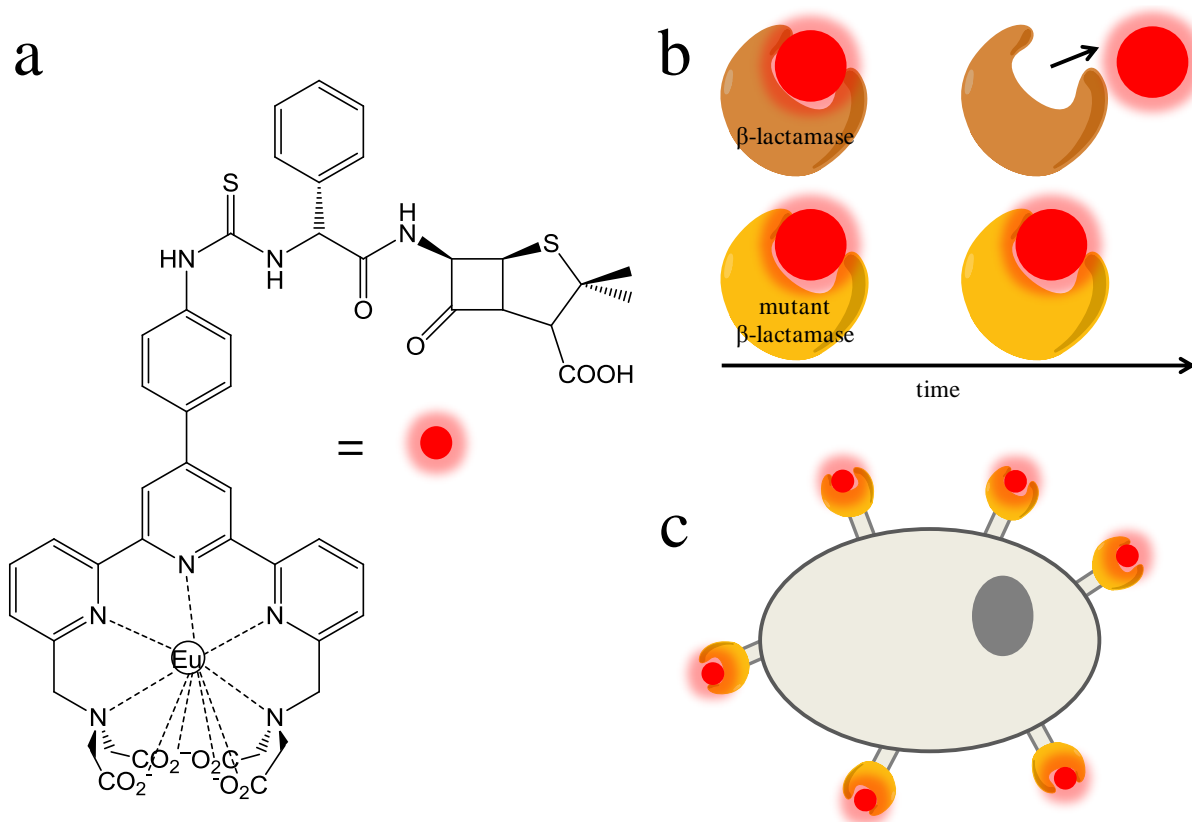 a
S
HN
N
H
H
N
O
O
S
COOH
=
N
N
N
Eu
N
N
CO₂⁻
⁻O₂C
CO₂⁻
⁻O₂C
b
β-lactamase
mutant
β-lactamase
time
c